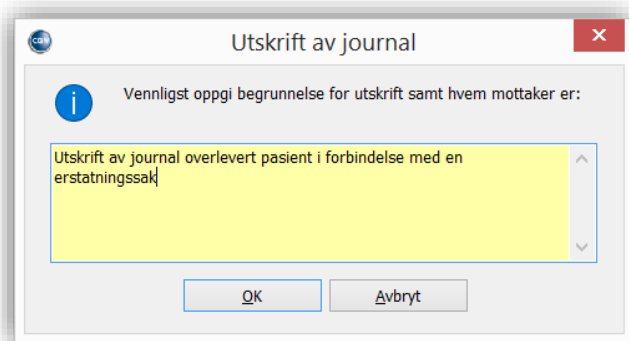 CGM
Utskrift av journal
Vennligst oppgi begrunnelse for utskrift samt hvem mottaker er:
Utskrift av journal overlevert pasient i forbindelse med en
erstatningssak
OK
Avbryt